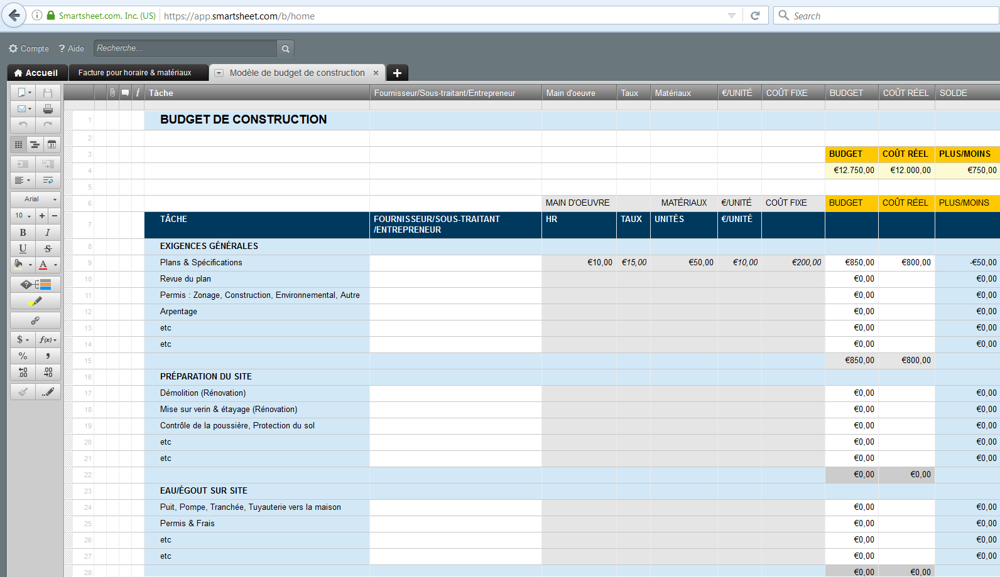 Smartsheet.com, Inc. (US) https://app.smartsheet.com/b/home Search
Compte ? Aide Recherche...
Accueil Facture pour horaire & matériaux Modèle de budget de construction × +
Tâche Fournisseur/Sous-traitant/Entrepreneur Main d'oeuvre Taux Matériaux €/UNITÉ COÛT FIXE BUDGET COÛT RÉEL SOLDE
1 BUDGET DE CONSTRUCTION
2
3 BUDGET COÛT RÉEL PLUS/MOINS
4 €12.750,00 €12.000,00 €750,00
5
6 MAIN D'OEUVRE MATÉRIAUX €/UNITÉ COÛT FIXE BUDGET COÛT RÉEL PLUS/MOINS
7 TÂCHE FOURNISSEUR/SOUS-TRAITANT HR TAUX UNITÉS €/UNITÉ
/ENTREPRENEUR
8 EXIGENCES GÉNÉRALES
9 Plans & Spécifications €10,00 €15,00 €50,00 €10,00 €200,00 €850,00 €800,00 -€50,00
10 Revue du plan €0,00 €0,00
11 Permis : Zonage, Construction, Environnemental, Autre €0,00 €0,00
12 Arpentage €0,00 €0,00
13 etc €0,00 €0,00
14 etc €0,00 €0,00
15 €850,00 €800,00
16 PRÉPARATION DU SITE
17 Démolition (Rénovation) €0,00 €0,00
18 Mise sur verin & étayage (Rénovation) €0,00 €0,00
19 Contrôle de la poussière, Protection du sol €0,00 €0,00
20 etc €0,00 €0,00
21 etc €0,00 €0,00
22 €0,00 €0,00
23 EAU/ÉGOUT SUR SITE
24 Puit, Pompe, Tranchée, Tuyauterie vers la maison €0,00 €0,00
25 Permis & Frais €0,00 €0,00
26 etc €0,00 €0,00
27 etc €0,00 €0,00
28 €0,00 €0,00
31
Arial
10 + −
B I
U S
A
$ f(x)
% ,
.0 .00
.00 .0